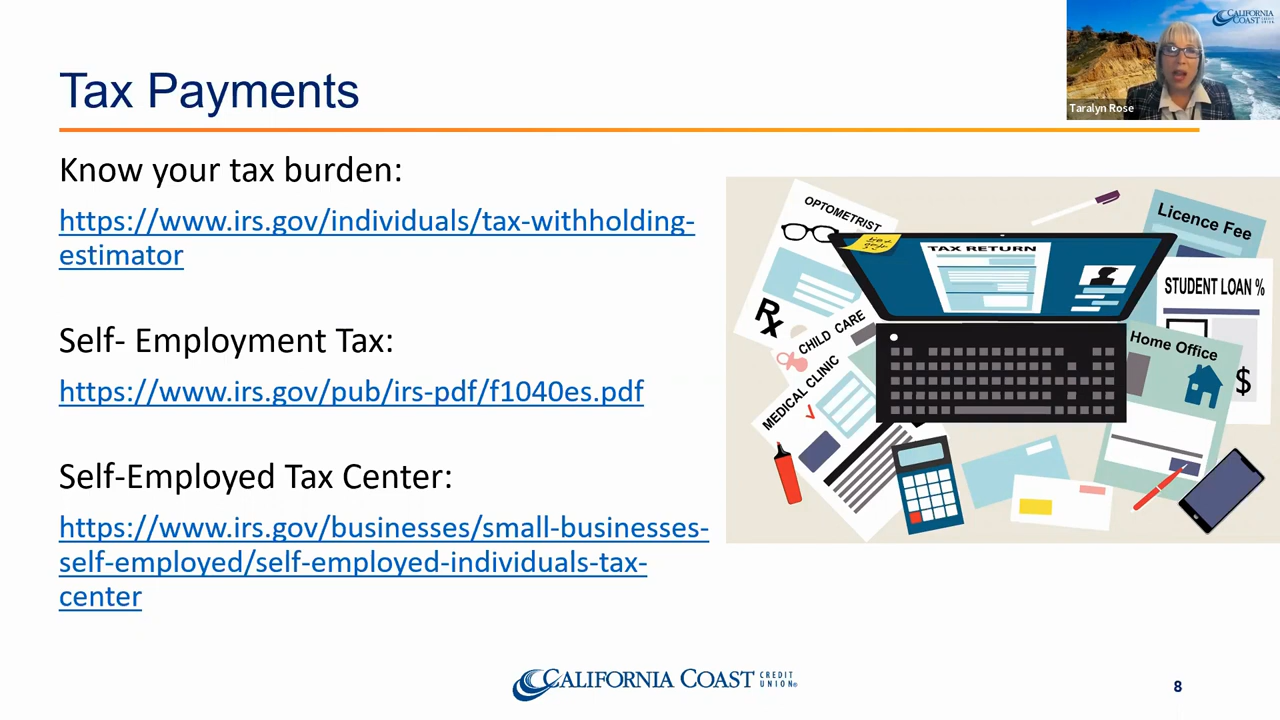 CALIFORNIA
COAST
Taralyn Rose
Tax Payments
Know your tax burden:
https://www.irs.gov/individuals/tax-withholding-
estimator
Self- Employment Tax:
https://www.irs.gov/pub/irs-pdf/f1040es.pdf
Self-Employed Tax Center:
https://www.irs.gov/businesses/small-businesses-
self-employed/self-employed-individuals-tax-
center
OPTOMETRIST
Rx
CHILD CARE
MEDICAL CLINIC
TAX RETURN
Licence Fee
STUDENT LOAN %
Home Office
$
CALIFORNIA COAST CREDIT
UNION®
8